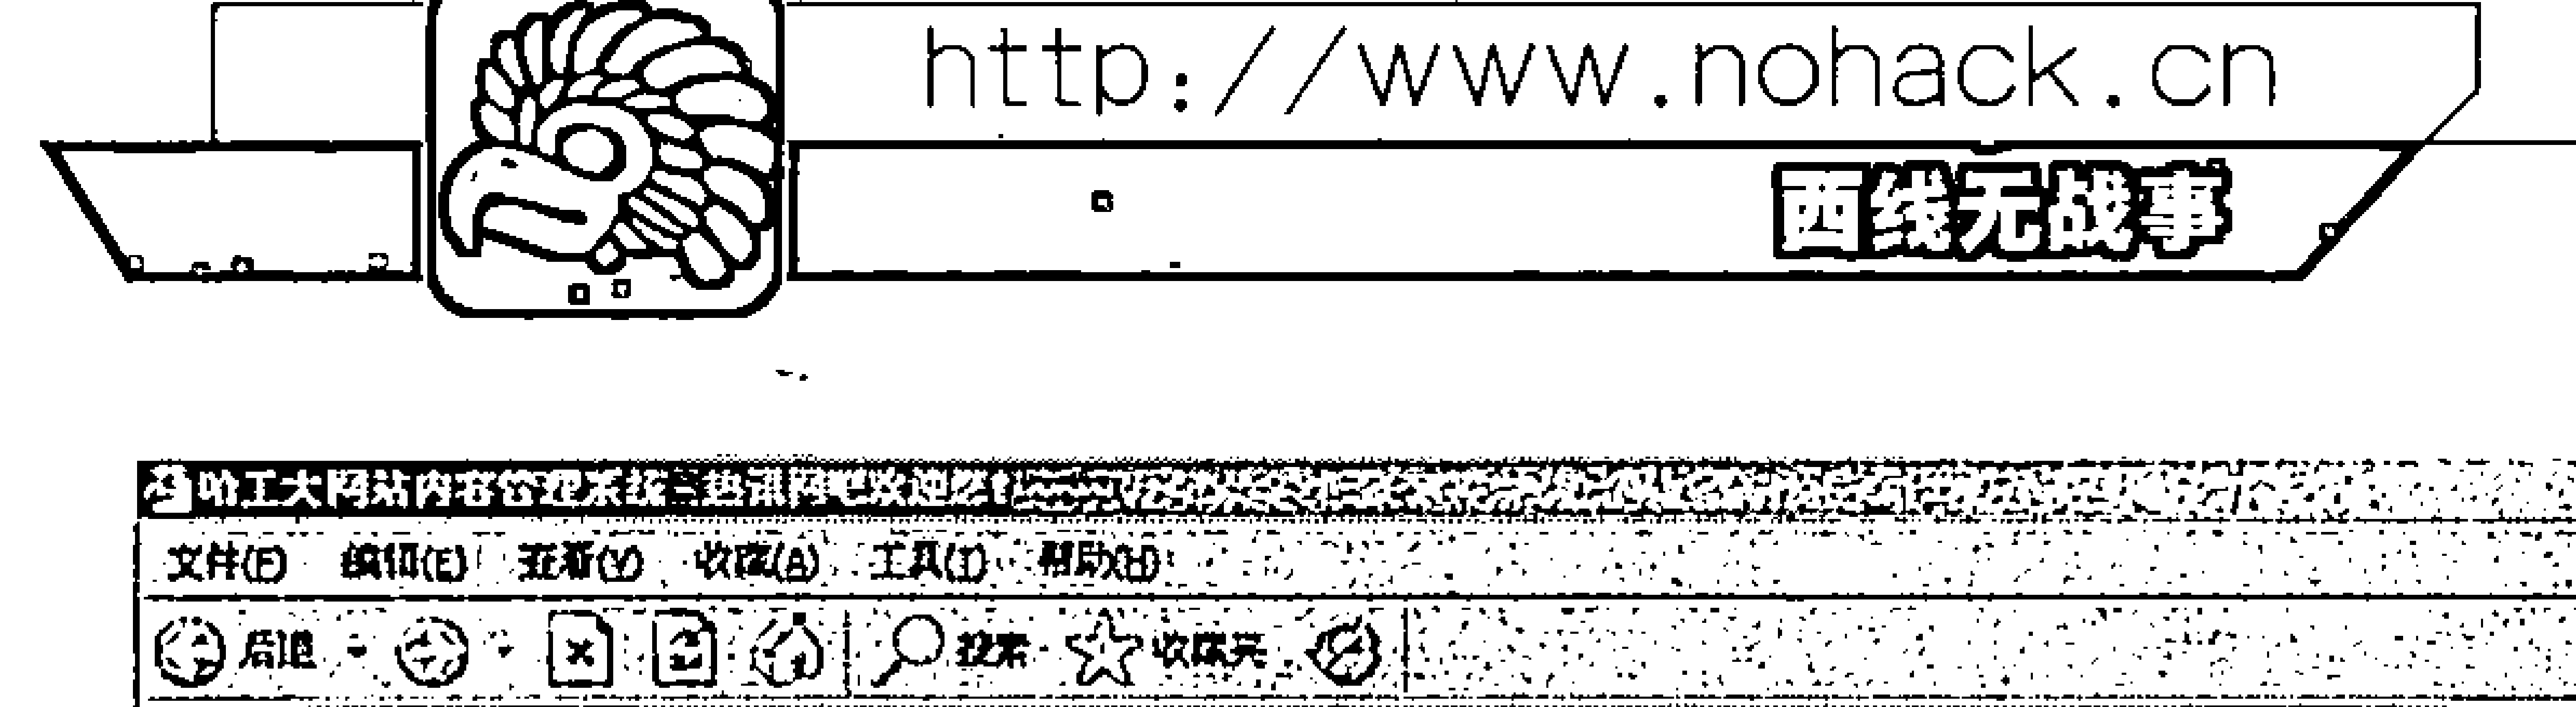 http://www.nohack.cn
西线无战事
哈工大网站内容管理系统
文件(F) 编辑(E) 查看(V) 收藏(A) 工具(T) 帮助(H)
后退 搜索 收藏夹